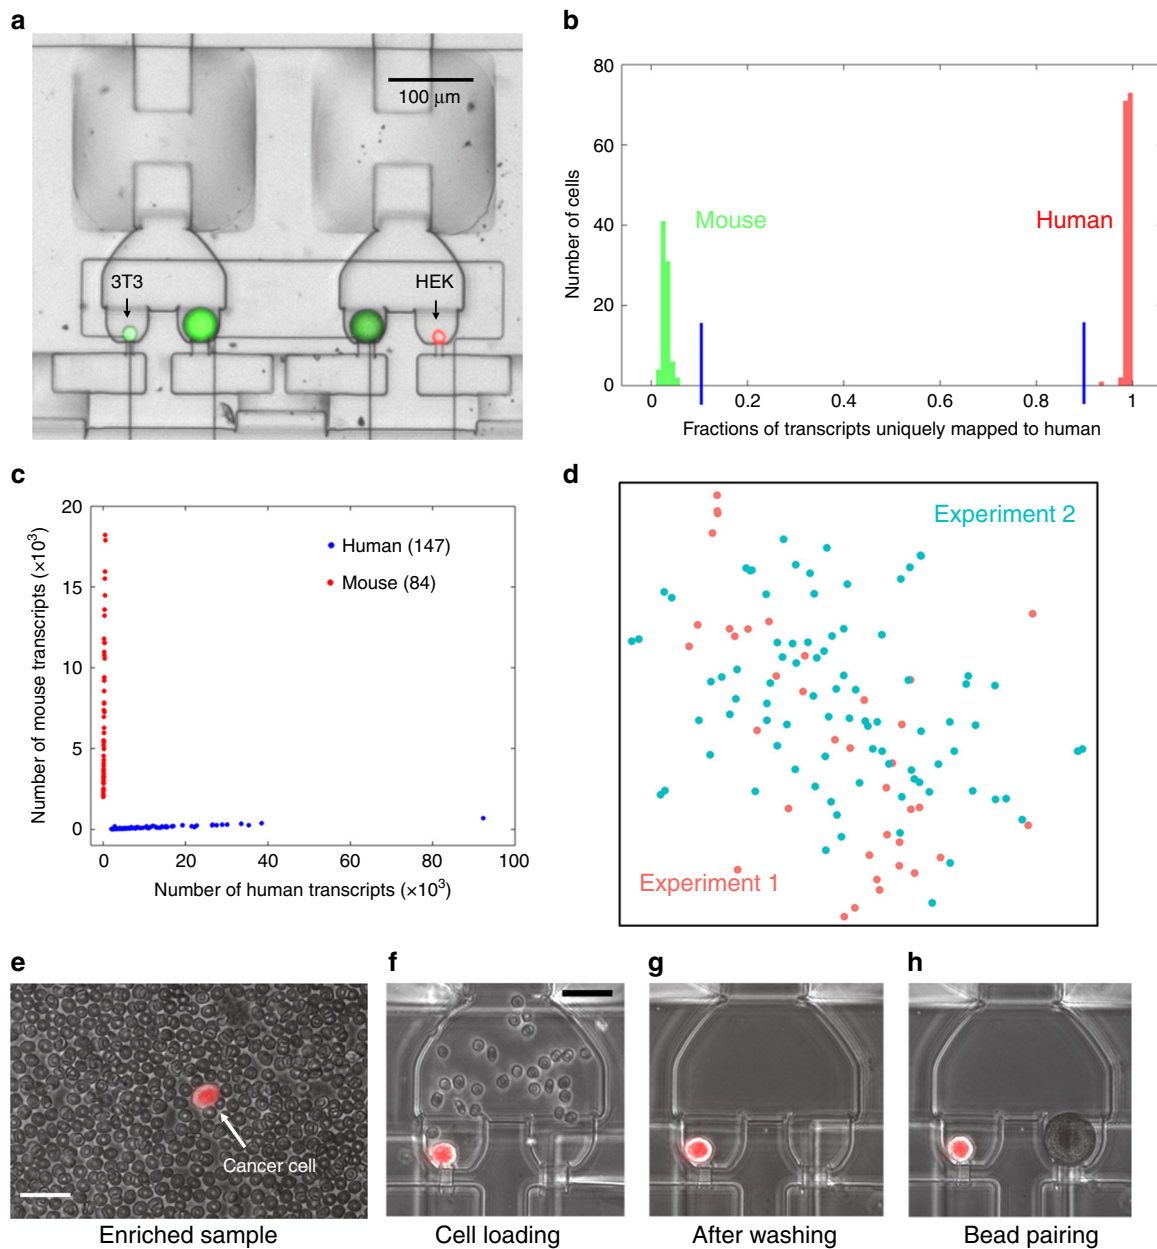 a
100 μm
3T3
HEK
b
80
60
40
20
0
Number of cells
Mouse
Human
0 0.2 0.4 0.6 0.8 1
Fractions of transcripts uniquely mapped to human
c
20
15
10
5
0
Number of mouse transcripts (×10³)
Human (147)
Mouse (84)
0 20 40 60 80 100
Number of human transcripts (×10³)
d
Experiment 2
Experiment 1
e
Cancer cell
Enriched sample
f
Cell loading
g
After washing
h
Bead pairing